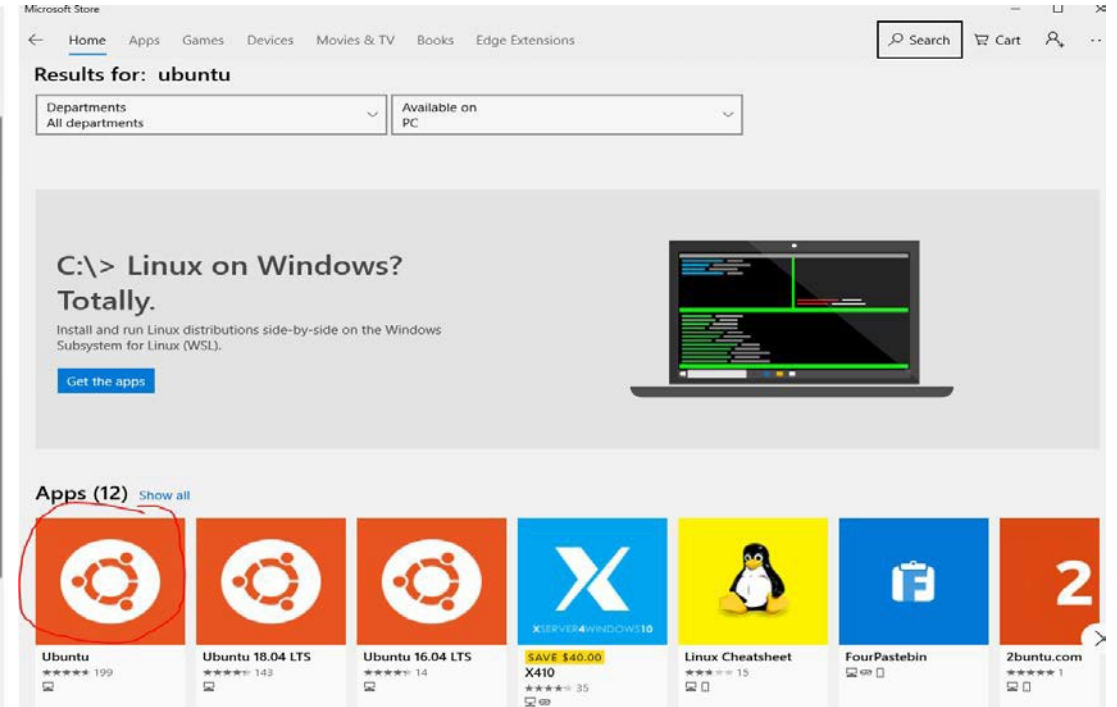 Microsoft Store
Home Apps Games Devices Movies & TV Books Edge Extensions Search Cart
Results for: ubuntu
Departments
All departments
Available on
PC
C:\> Linux on Windows?
Totally.
Install and run Linux distributions side-by-side on the Windows
Subsystem for Linux (WSL).
Get the apps
Apps (12) Show all
2
XSERVER4WINDOWS10
Ubuntu
199
Ubuntu 18.04 LTS
143
Ubuntu 16.04 LTS
14
SAVE $40.00
X410
35
Linux Cheatsheet
15
FourPastebin
2buntu.com
1